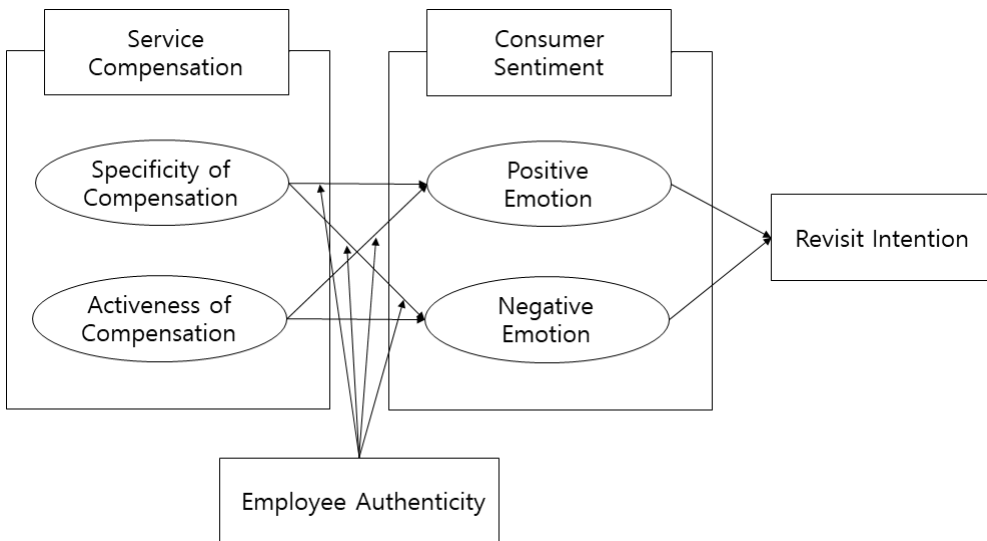 Service
Compensation
Consumer
Sentiment
Specificity of
Compensation
Positive
Emotion
Revisit Intention
Activeness of
Compensation
Negative
Emotion
Employee Authenticity